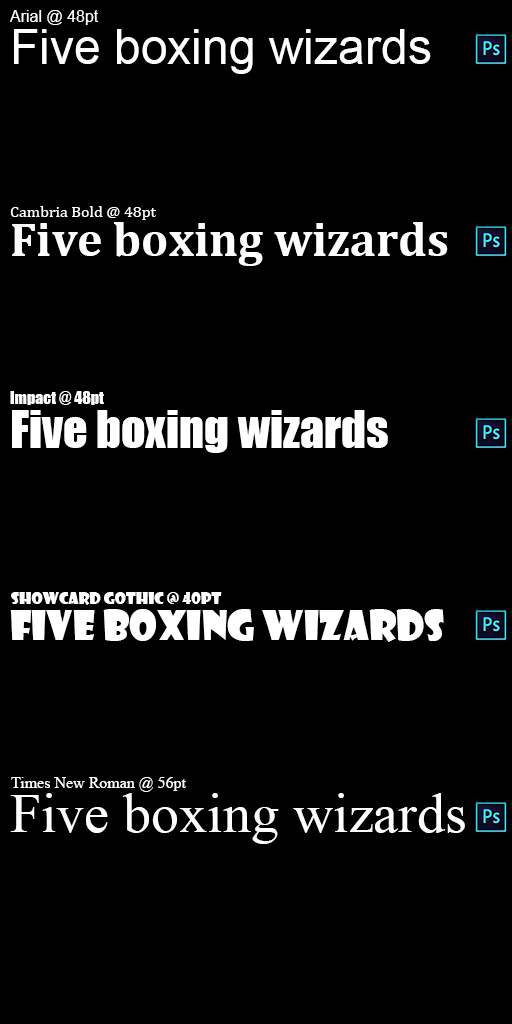 Arial @ 48pt
Five boxing wizards
Ps
Cambria Bold @ 48pt
Five boxing wizards
Ps
Impact @ 48pt
Five boxing wizards
Ps
SHOWCARD GOTHIC @ 40PT
FIVE BOXING WIZARDS
Ps
Times New Roman @ 56pt
Five boxing wizards
Ps